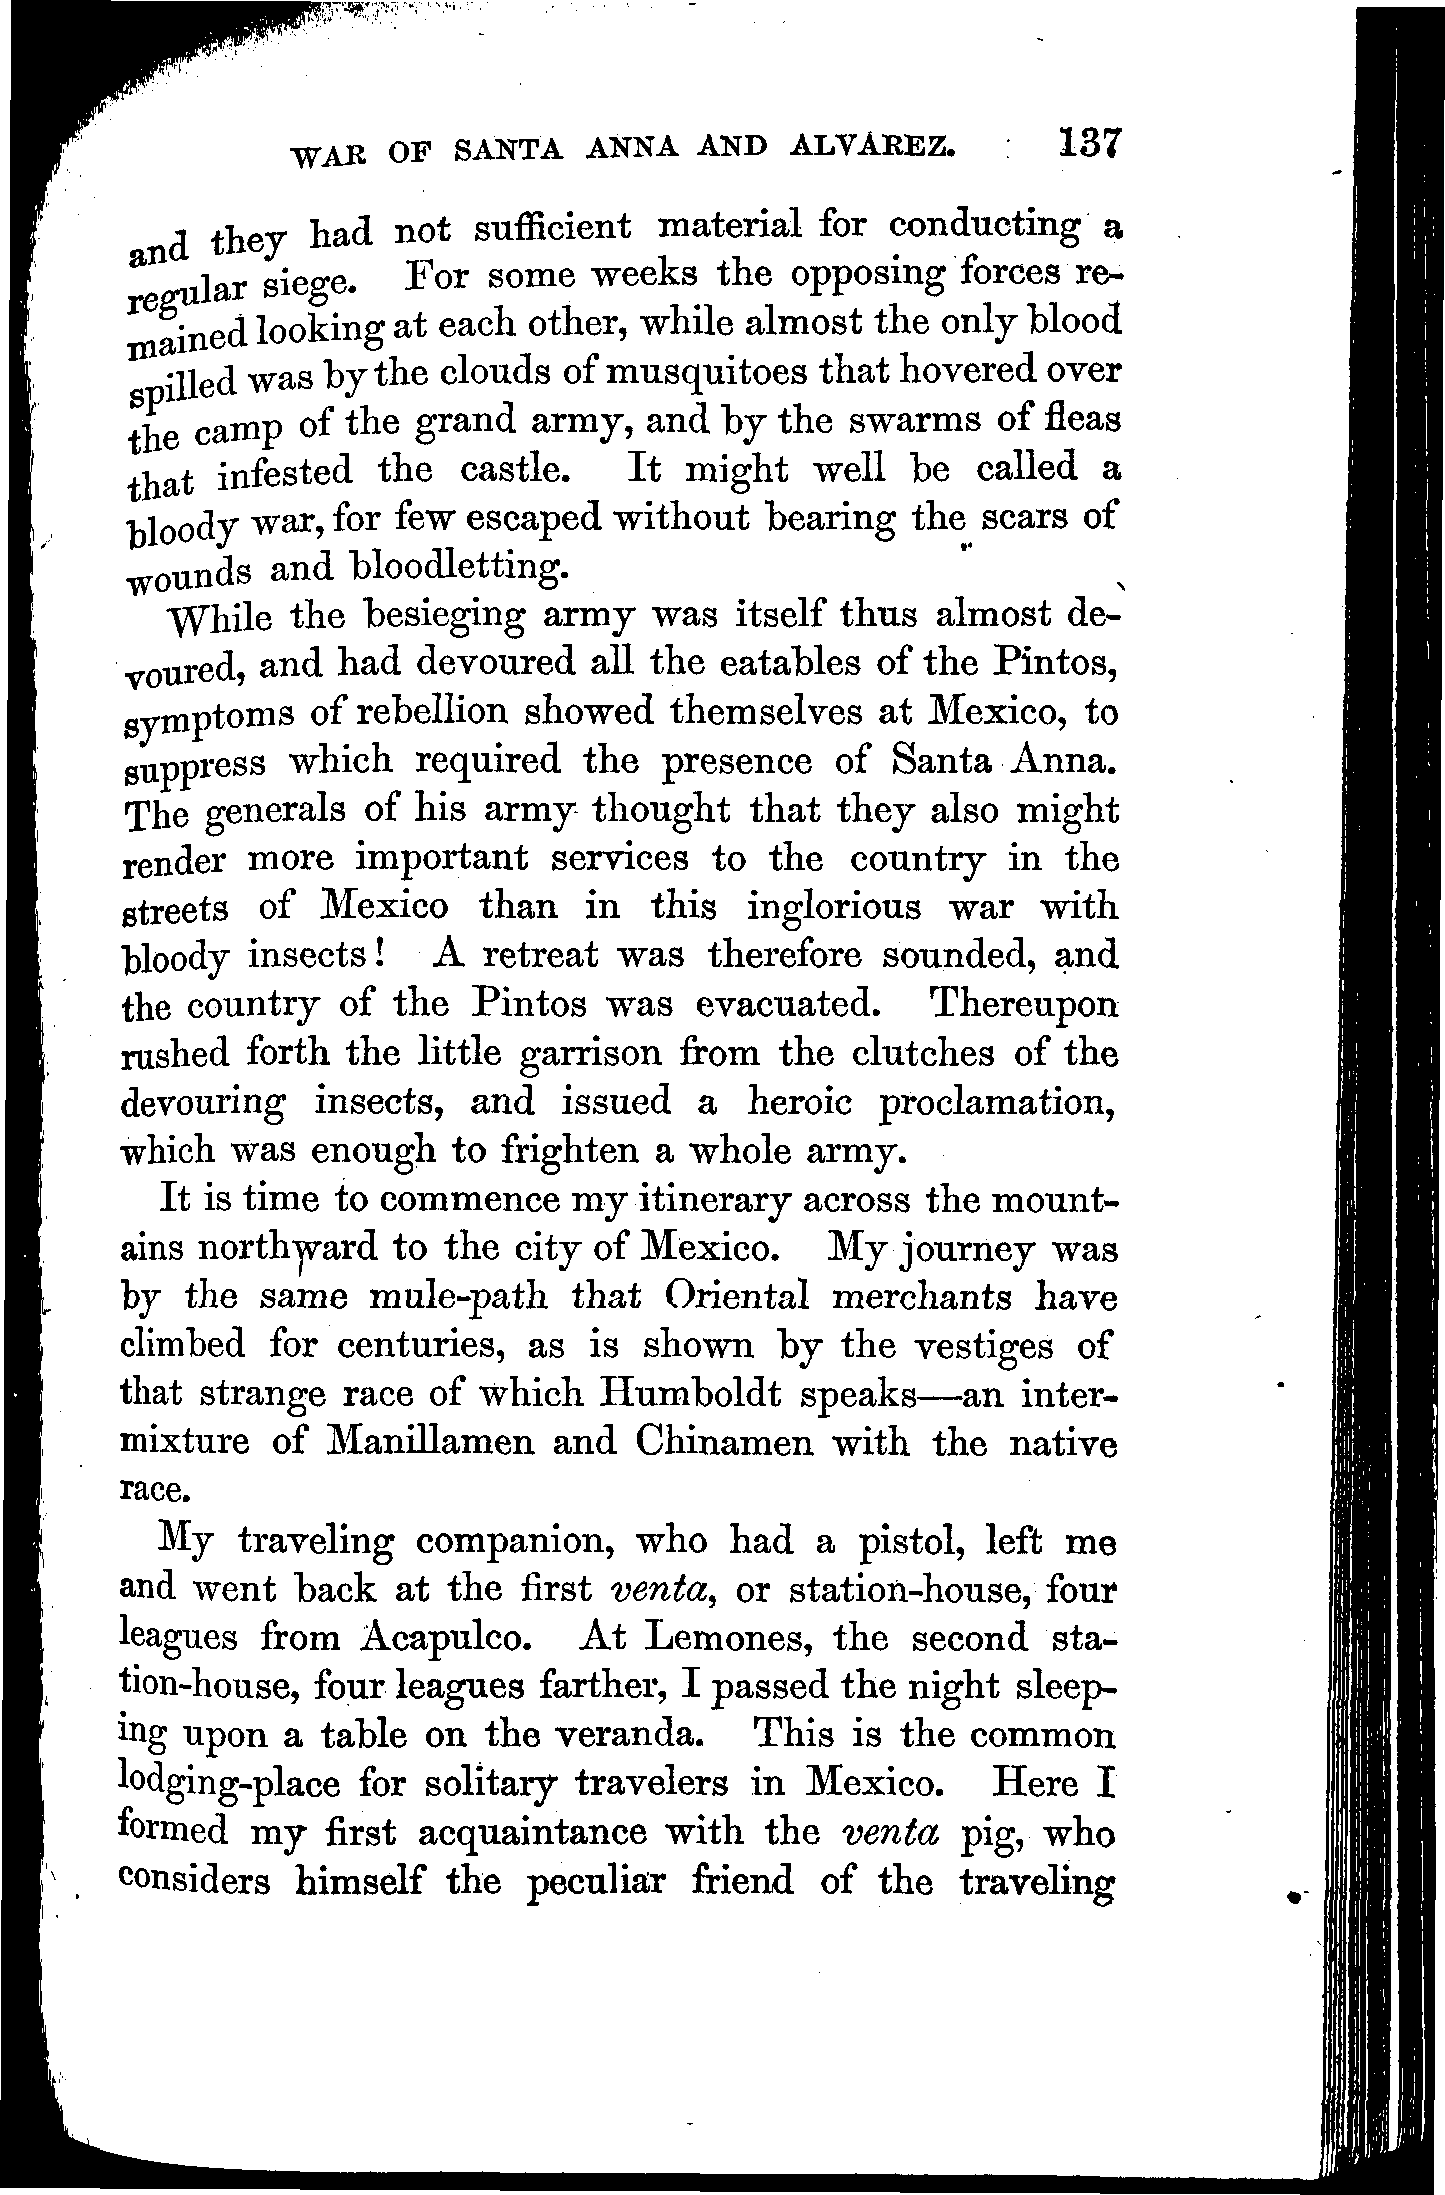 WAR OF SANTA ANNA AND ALVAREZ. 137
and they had not sufficient material for conducting a
regular siege. For some weeks the opposing forces re-
mained looking at each other, while almost the only blood
spilled was by the clouds of musquitoes that hovered over
the camp of the grand army, and by the swarms of fleas
that infested the castle. It might well be called a
bloody war, for few escaped without bearing the scars of
wounds and bloodletting.
While the besieging army was itself thus almost de-
voured, and had devoured all the eatables of the Pintos,
symptoms of rebellion showed themselves at Mexico, to
suppress which required the presence of Santa Anna.
The generals of his army thought that they also might
render more important services to the country in the
streets of Mexico than in this inglorious war with
bloody insects! A retreat was therefore sounded, and
the country of the Pintos was evacuated. Thereupon
rushed forth the little garrison from the clutches of the
devouring insects, and issued a heroic proclamation,
which was enough to frighten a whole army.
It is time to commence my itinerary across the mount-
ains northward to the city of Mexico. My journey was
by the same mule-path that Oriental merchants have
climbed for centuries, as is shown by the vestiges of
that strange race of which Humboldt speaks—an inter-
mixture of Manillamen and Chinamen with the native
race.
My traveling companion, who had a pistol, left me
and went back at the first venta, or station-house, four
leagues from Acapulco. At Lemones, the second sta-
tion-house, four leagues farther, I passed the night sleep-
ing upon a table on the veranda. This is the common
lodging-place for solitary travelers in Mexico. Here I
formed my first acquaintance with the venta pig, who
considers himself the peculiar friend of the traveling